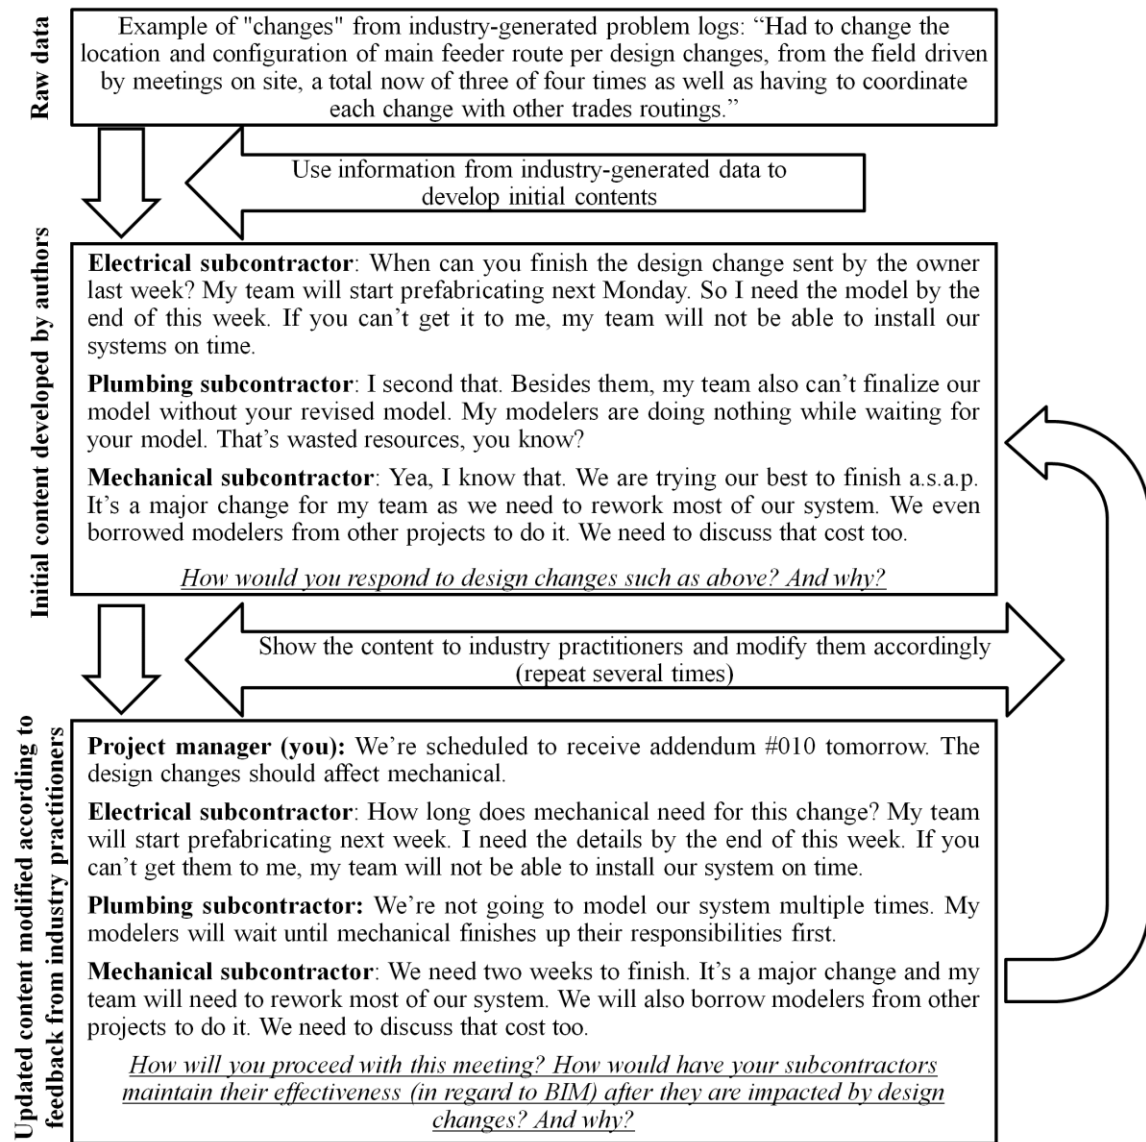 Raw data
Example of "changes" from industry-generated problem logs: “Had to change the
location and configuration of main feeder route per design changes, from the field driven
by meetings on site, a total now of three of four times as well as having to coordinate
each change with other trades routings.”
Use information from industry-generated data to
develop initial contents
Initial content developed by authors
Electrical subcontractor: When can you finish the design change sent by the owner
last week? My team will start prefabricating next Monday. So I need the model by the
end of this week. If you can’t get it to me, my team will not be able to install our
systems on time.
Plumbing subcontractor: I second that. Besides them, my team also can’t finalize our
model without your revised model. My modelers are doing nothing while waiting for
your model. That’s wasted resources, you know?
Mechanical subcontractor: Yea, I know that. We are trying our best to finish a.s.a.p.
It’s a major change for my team as we need to rework most of our system. We even
borrowed modelers from other projects to do it. We need to discuss that cost too.
How would you respond to design changes such as above? And why?
Show the content to industry practitioners and modify them accordingly
(repeat several times)
Updated content modified according to
feedback from industry practitioners
Project manager (you): We’re scheduled to receive addendum #010 tomorrow. The
design changes should affect mechanical.
Electrical subcontractor: How long does mechanical need for this change? My team
will start prefabricating next week. I need the details by the end of this week. If you
can’t get them to me, my team will not be able to install our system on time.
Plumbing subcontractor: We’re not going to model our system multiple times. My
modelers will wait until mechanical finishes up their responsibilities first.
Mechanical subcontractor: We need two weeks to finish. It’s a major change and my
team will need to rework most of our system. We will also borrow modelers from other
projects to do it. We need to discuss that cost too.
How will you proceed with this meeting? How would have your subcontractors
maintain their effectiveness (in regard to BIM) after they are impacted by design
changes? And why?